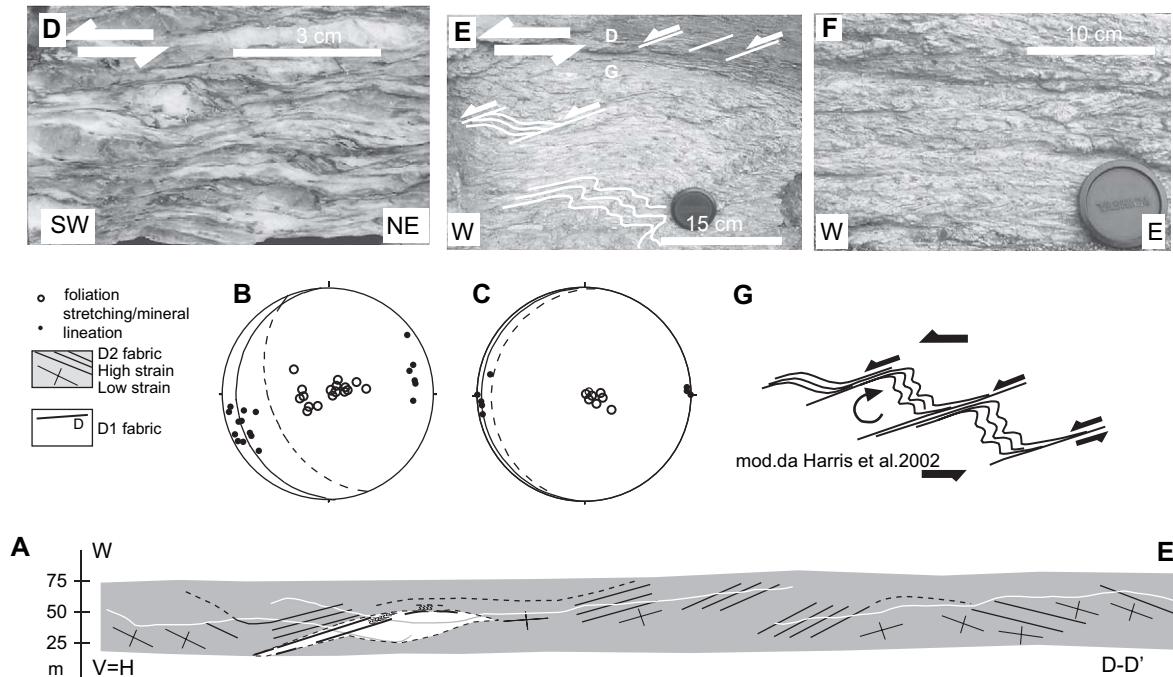 D
3 cm
SW
NE
E
D
G
W
15 cm
F
10 cm
W
E
foliation
stretching/mineral
lineation
D2 fabric
High strain
Low strain
D
D1 fabric
B
C
G
mod.da Harris et al.2002
A
W
E
75
50
25
m
V=H
D-D'